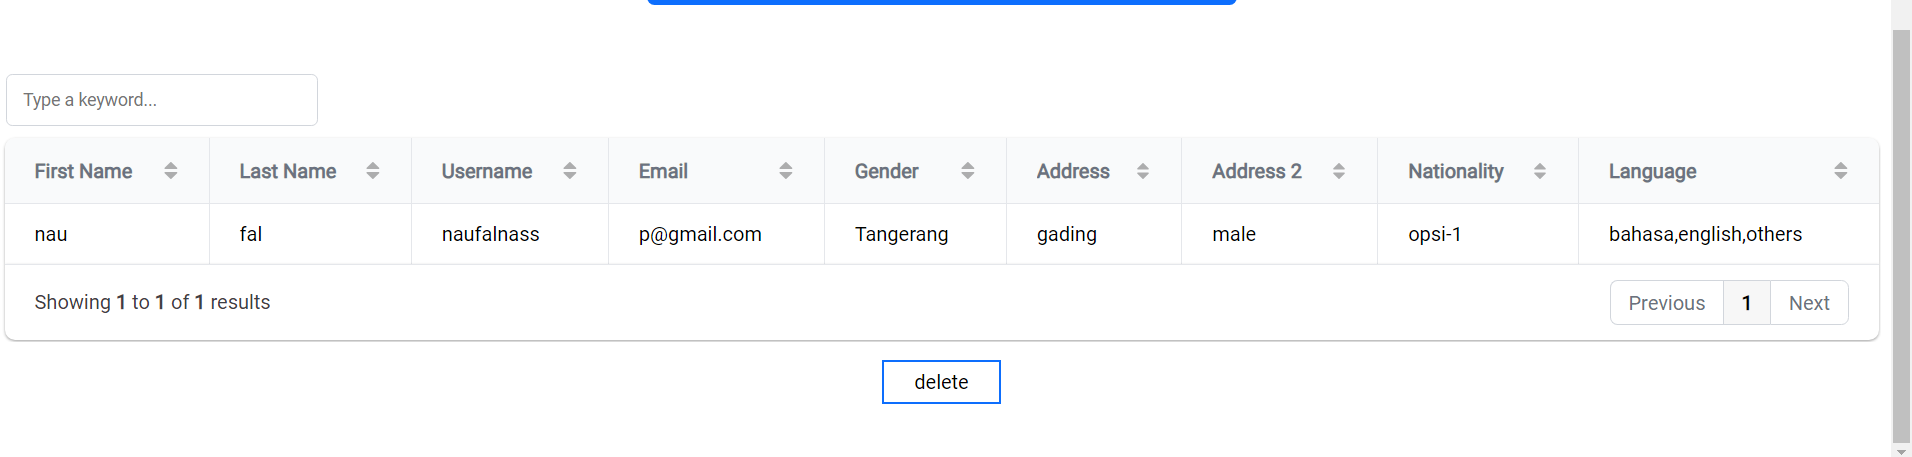 Type a keyword...
First Name Last Name Username Email Gender Address Address 2 Nationality Language
nau fal naufalnass p@gmail.com Tangerang gading male opsi-1 bahasa,english,others
Showing 1 to 1 of 1 results Previous 1 Next
delete